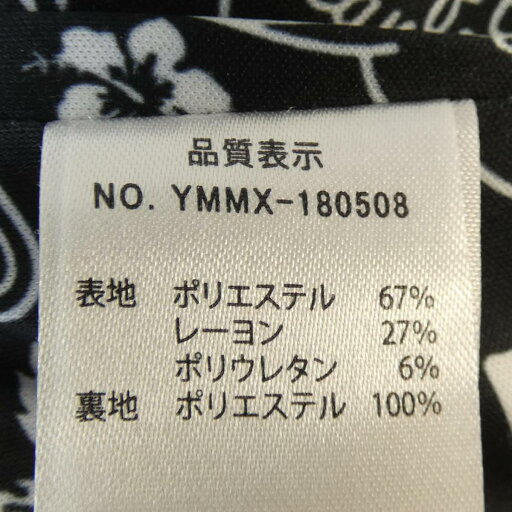 品質表示
NO. YMMX-180508
表地 ポリエステル 67%
レーヨン 27%
ポリウレタン 6%
裏地 ポリエステル 100%